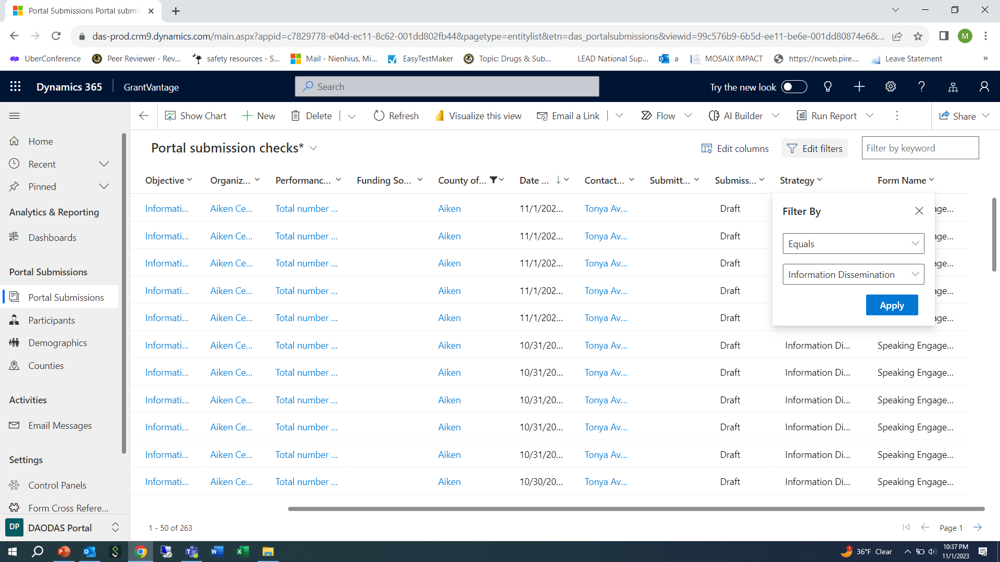 Portal Submissions Portal submi
das-prod.crm9.dynamics.com/main.aspx?appid=c7829778-e04d-ec11-8c62-001dd802fb44&pagetype=entitylist&etn=das_portalsubmissions&viewid=99c576b9-6b5d-ee11-be6e-001dd80874e6&... M
UberConference Peer Reviewer - Rev... safety resources - S... Mail - Nienhius, Mi... EasyTestMaker Topic: Drugs & Sub... LEAD National Sup... a MOSAIX IMPACT https://ncweb.pire.... Leave Statement »
Dynamics 365 GrantVantage Search Try the new look
Show Chart New Delete Refresh Visualize this view Email a Link Flow AI Builder Run Report Share
Home
Recent
Pinned
Analytics & Reporting
Dashboards
Portal Submissions
Portal Submissions
Participants
Demographics
Counties
Activities
Email Messages
Settings
Control Panels
Form Cross Refere...
DP DAODAS Portal
Portal submission checks* Edit columns Edit filters Filter by keyword
Objective Organiz... Performanc... Funding So... County of... Date ... Contact... Submitt... Submiss... Strategy Form Name
Informati... Aiken Ce... Total number ... Aiken 11/1/202... Tonya Av... Draft age...
Informati... Aiken Ce... Total number ... Aiken 11/1/202... Tonya Av... Draft age...
Informati... Aiken Ce... Total number ... Aiken 11/1/202... Tonya Av... Draft age...
Informati... Aiken Ce... Total number ... Aiken 11/1/202... Tonya Av... Draft age...
Informati... Aiken Ce... Total number ... Aiken 11/1/202... Tonya Av... Draft age...
Filter By
Equals
Information Dissemination
Apply
Informati... Aiken Ce... Total number ... Aiken 10/31/20... Tonya Av... Draft Information Di... Speaking Engage...
Informati... Aiken Ce... Total number ... Aiken 10/31/20... Tonya Av... Draft Information Di... Speaking Engage...
Informati... Aiken Ce... Total number ... Aiken 10/31/20... Tonya Av... Draft Information Di... Speaking Engage...
Informati... Aiken Ce... Total number ... Aiken 10/31/20... Tonya Av... Draft Information Di... Speaking Engage...
Informati... Aiken Ce... Total number ... Aiken 10/31/20... Tonya Av... Draft Information Di... Speaking Engage...
Informati... Aiken Ce... Total number ... Aiken 10/30/20... Tonya Av... Draft Information Di... Speaking Engage...
1 - 50 of 263 Page 1
1 36°F Clear 10:37 PM
11/1/2023